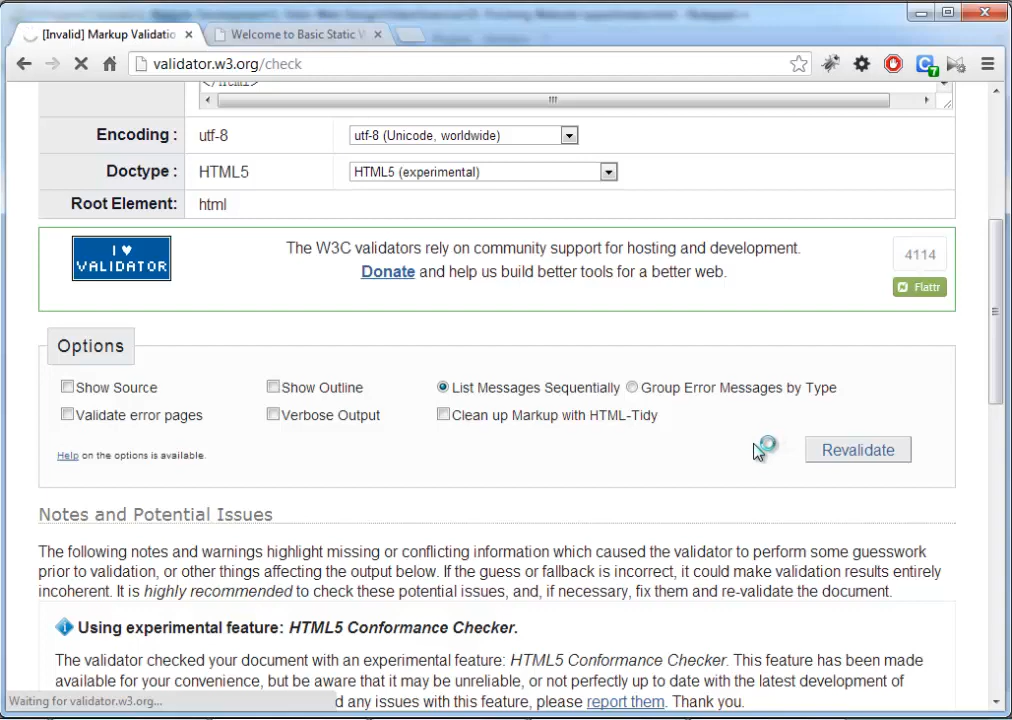 [Invalid] Markup Validatio
Welcome to Basic Static W
validator.w3.org/check
7
</html>
Encoding : utf-8 utf-8 (Unicode, worldwide)
Doctype : HTML5 HTML5 (experimental)
Root Element: html
I ♥
VALIDATOR
The W3C validators rely on community support for hosting and development.
Donate and help us build better tools for a better web.
4114
Flattr
Options
Show Source Show Outline List Messages Sequentially Group Error Messages by Type
Validate error pages Verbose Output Clean up Markup with HTML-Tidy
Help on the options is available.
Revalidate
Notes and Potential Issues
The following notes and warnings highlight missing or conflicting information which caused the validator to perform some guesswork
prior to validation, or other things affecting the output below. If the guess or fallback is incorrect, it could make validation results entirely
incoherent. It is highly recommended to check these potential issues, and, if necessary, fix them and re-validate the document.
Using experimental feature: HTML5 Conformance Checker.
The validator checked your document with an experimental feature: HTML5 Conformance Checker. This feature has been made
available for your convenience, but be aware that it may be unreliable, or not perfectly up to date with the latest development of
d any issues with this feature, please report them. Thank you.
Waiting for validator.w3.org...